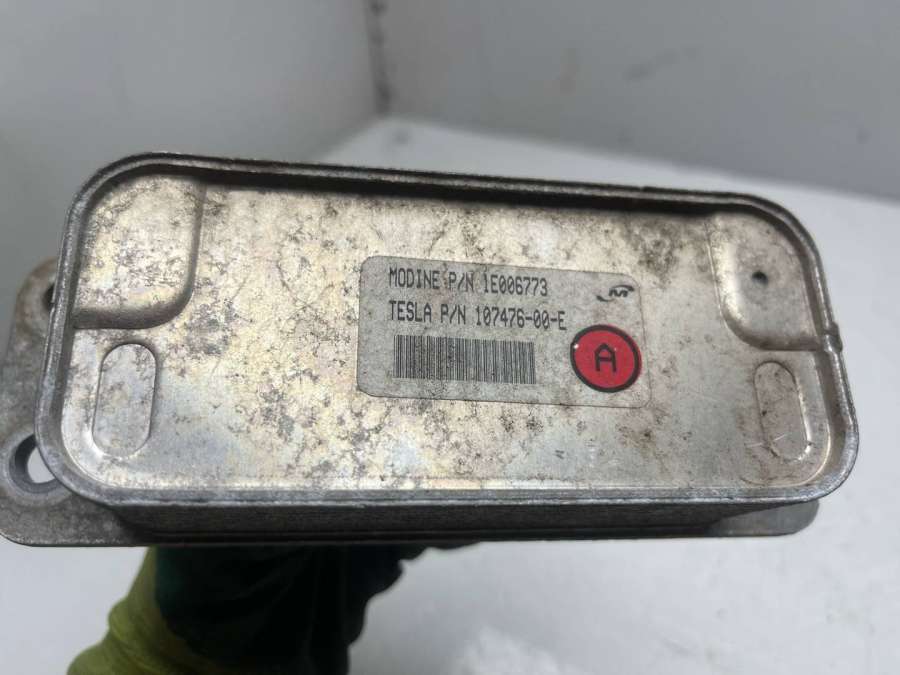 MODINE P/N 1E006773
TESLA P/N 107476-00-E
A